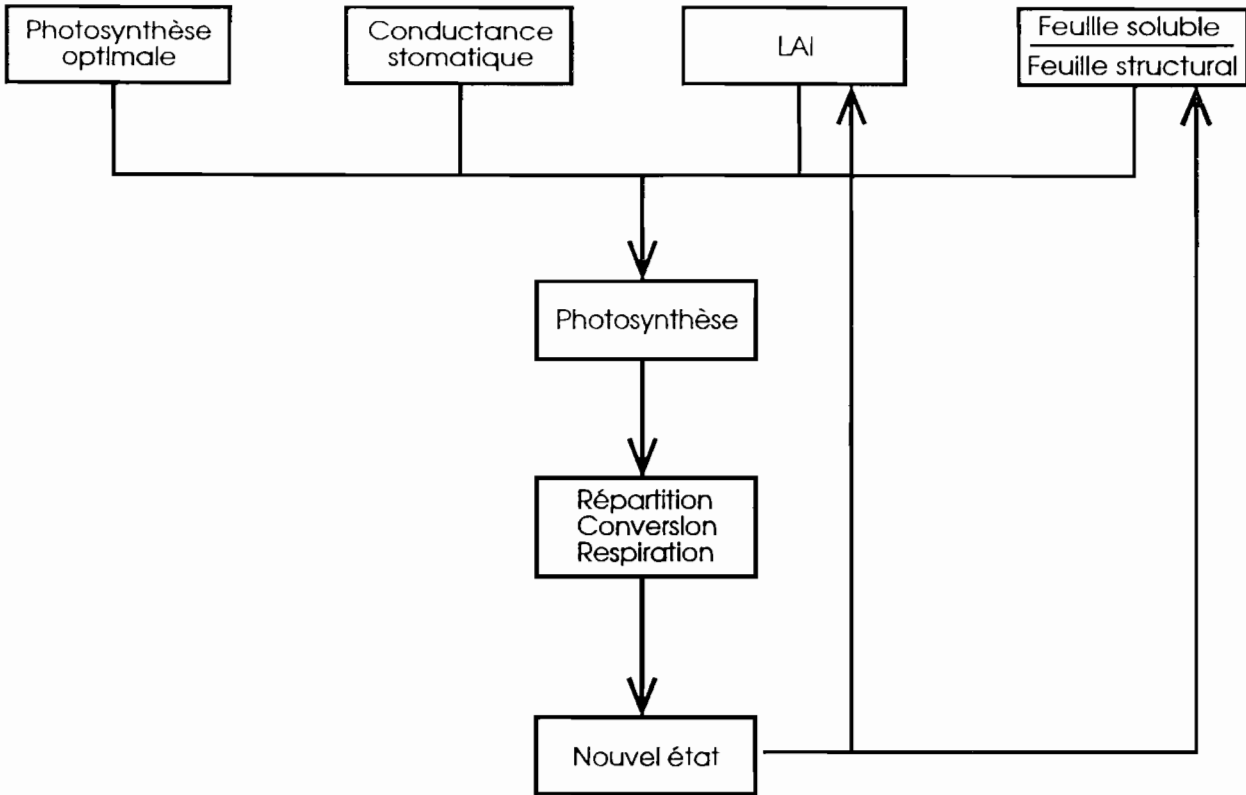 Photosynthèse
optimale
Conductance
stomatique
LAI
Feuille soluble
Feuille structural
Photosynthèse
Répartition
Conversion
Respiration
Nouvel état